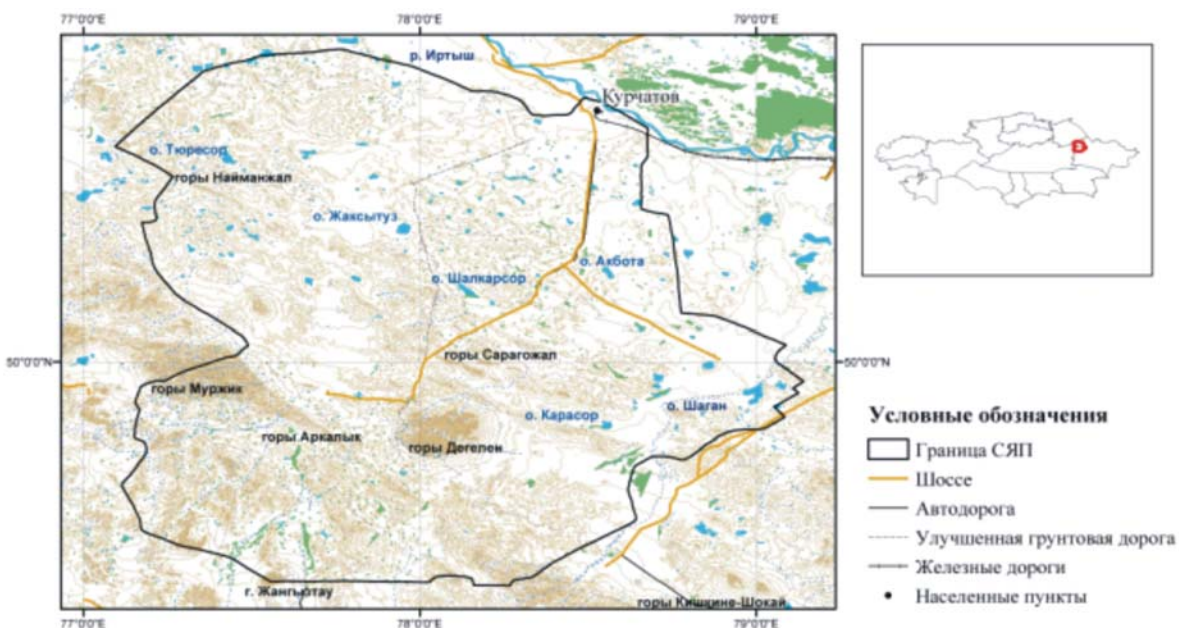 77°0'0"E
78°0'0"E
79°0'0"E
р. Иртыш
Курчатов
о. Тюресор
горы Найманжал
о. Жаксытуз
о. Акбота
о. Шалкарсор
50°0'0"N
50°0'0"N
горы Сарагожал
горы Муржик
о. Карасор
о. Шаган
горы Аркалык
горы Дегелен
г. Жангызтау
горы Кишкине-Шокай
77°0'0"E
78°0'0"E
79°0'0"E
Условные обозначения
Граница СЯП
Шоссе
Автодорога
Улучшенная грунтовая дорога
Железные дороги
Населенные пункты